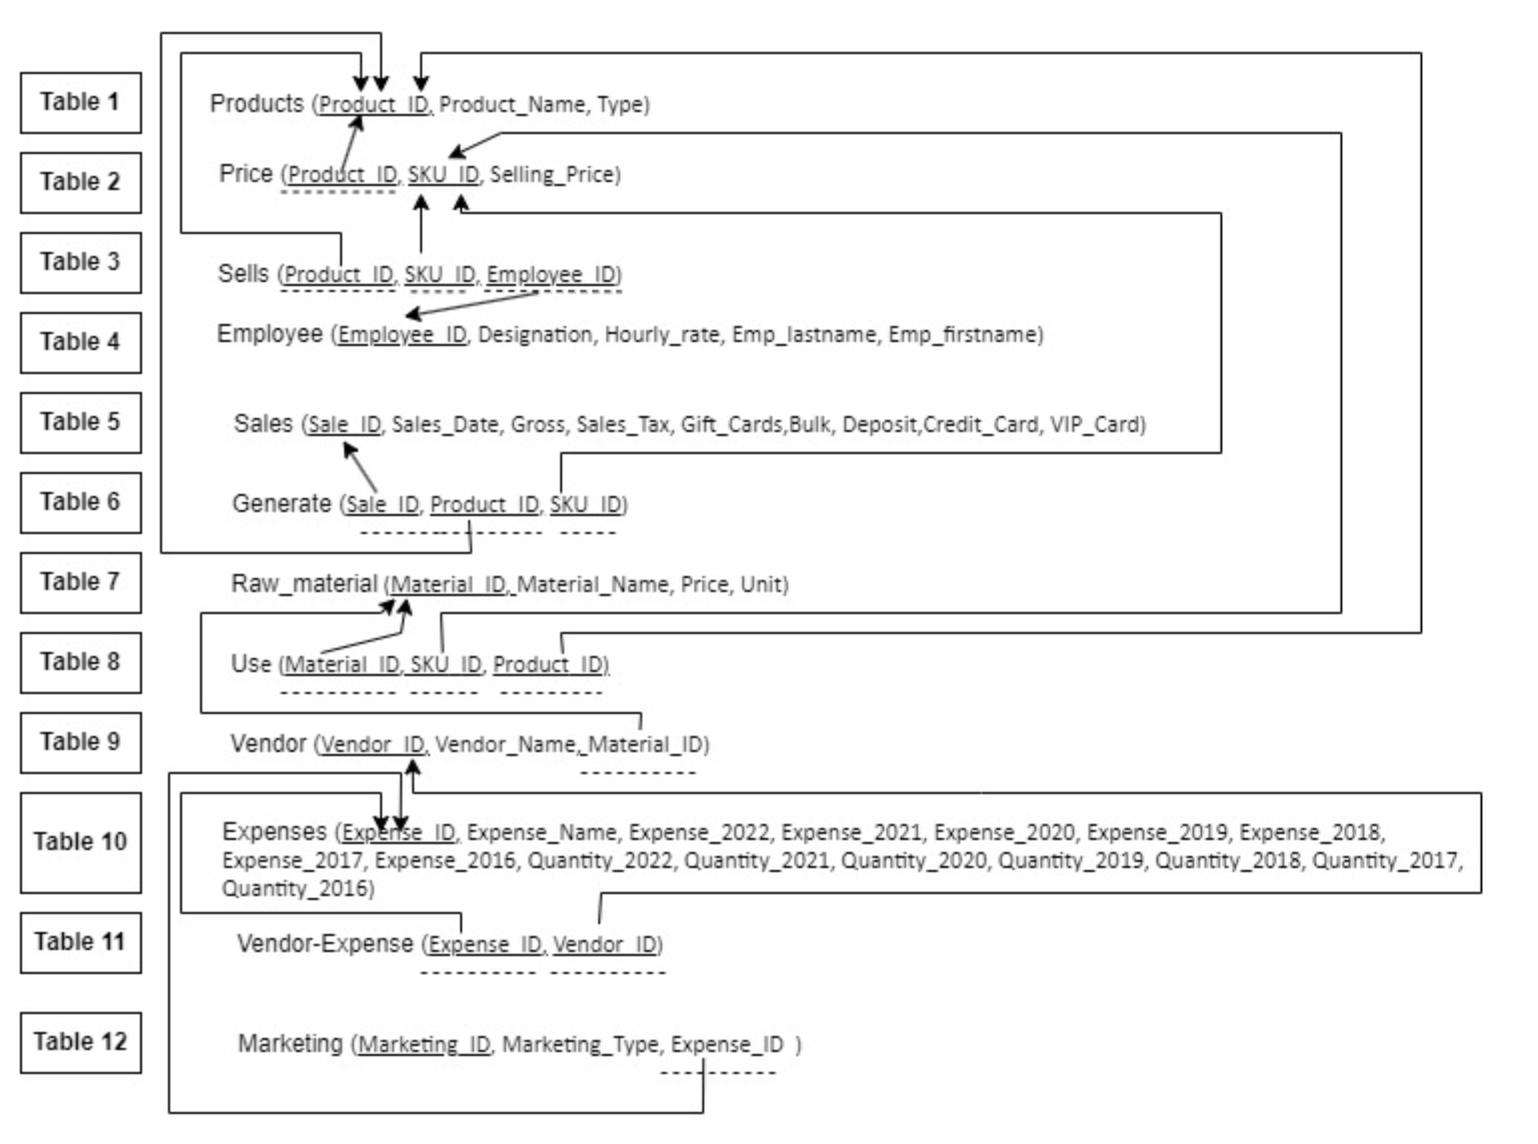 Table 1
Products (Product_ID, Product_Name, Type)
Table 2
Price (Product_ID, SKU_ID, Selling_Price)
Table 3
Sells (Product_ID, SKU_ID, Employee_ID)
Table 4
Employee (Employee_ID, Designation, Hourly_rate, Emp_lastname, Emp_firstname)
Table 5
Sales (Sale_ID, Sales_Date, Gross, Sales_Tax, Gift_Cards,Bulk, Deposit,Credit_Card, VIP_Card)
Table 6
Generate (Sale_ID, Product_ID, SKU_ID)
Table 7
Raw_material (Material_ID, Material_Name, Price, Unit)
Table 8
Use (Material_ID, SKU_ID, Product_ID)
Table 9
Vendor (Vendor_ID, Vendor_Name, Material_ID)
Table 10
Expenses (Expense_ID, Expense_Name, Expense_2022, Expense_2021, Expense_2020, Expense_2019, Expense_2018,
Expense_2017, Expense_2016, Quantity_2022, Quantity_2021, Quantity_2020, Quantity_2019, Quantity_2018, Quantity_2017,
Quantity_2016)
Table 11
Vendor-Expense (Expense_ID, Vendor_ID)
Table 12
Marketing (Marketing_ID, Marketing_Type, Expense_ID )